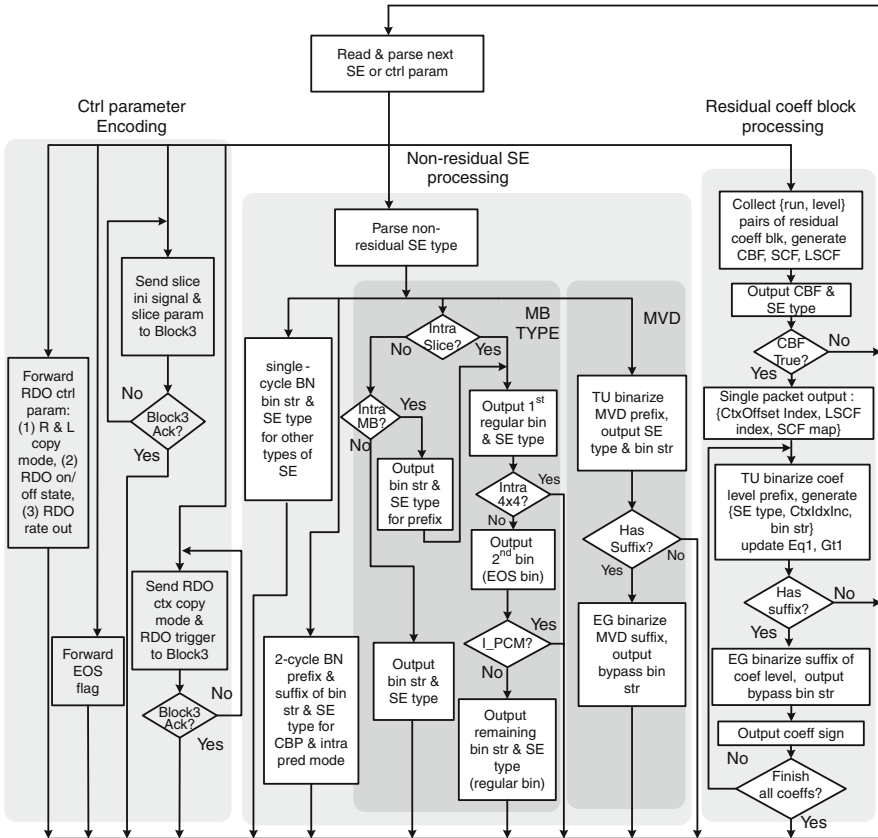 Read & parse next
SE or ctrl param
Ctrl parameter
Encoding
Forward
RDO ctrl
param:
(1) R & L
copy
mode, (2)
RDO on/
off state,
(3) RDO
rate out
Forward
EOS
flag
Send slice
ini signal &
slice param
to Block3
No
Block3
Ack?
Yes
Send RDO
ctx copy
mode &
RDO trigger
to Block3
No
Block3
Ack?
Yes
Non-residual SE
processing
Parse non-
residual SE type
single-
cycle BN
bin str &
SE type
for other
types of
SE
2-cycle BN
prefix &
suffix of bin
str & SE
type for
CBP & intra
pred mode
MB
TYPE
Intra
Slice?
No
Yes
Intra
MB?
Yes
No
Output
bin str &
SE type
for prefix
Output
bin str &
SE type
Output 1st
regular bin
& SE type
Intra
4x4?
Yes
No
Output
2nd bin
(EOS bin)
I_PCM?
Yes
No
Output
remaining
bin str & SE
type
(regular bin)
MVD
TU binarize
MVD prefix,
output SE
type & bin str
Has
Suffix?
Yes
No
EG binarize
MVD suffix,
output
bypass bin
str
Residual coeff block
processing
Collect {run, level}
pairs of residual
coeff blk, generate
CBF, SCF, LSCF
Output CBF &
SE type
CBF
True?
No
Yes
Single packet output :
{CtxOffset Index, LSCF
index, SCF map}
TU binarize coef
level prefix, generate
{SE type, CtxIdxInc,
bin str}
update Eq1, Gt1
Has
suffix?
No
Yes
EG binarize suffix of
coef level, output
bypass bin str
Output coeff sign
No
Finish
all coeffs?
Yes